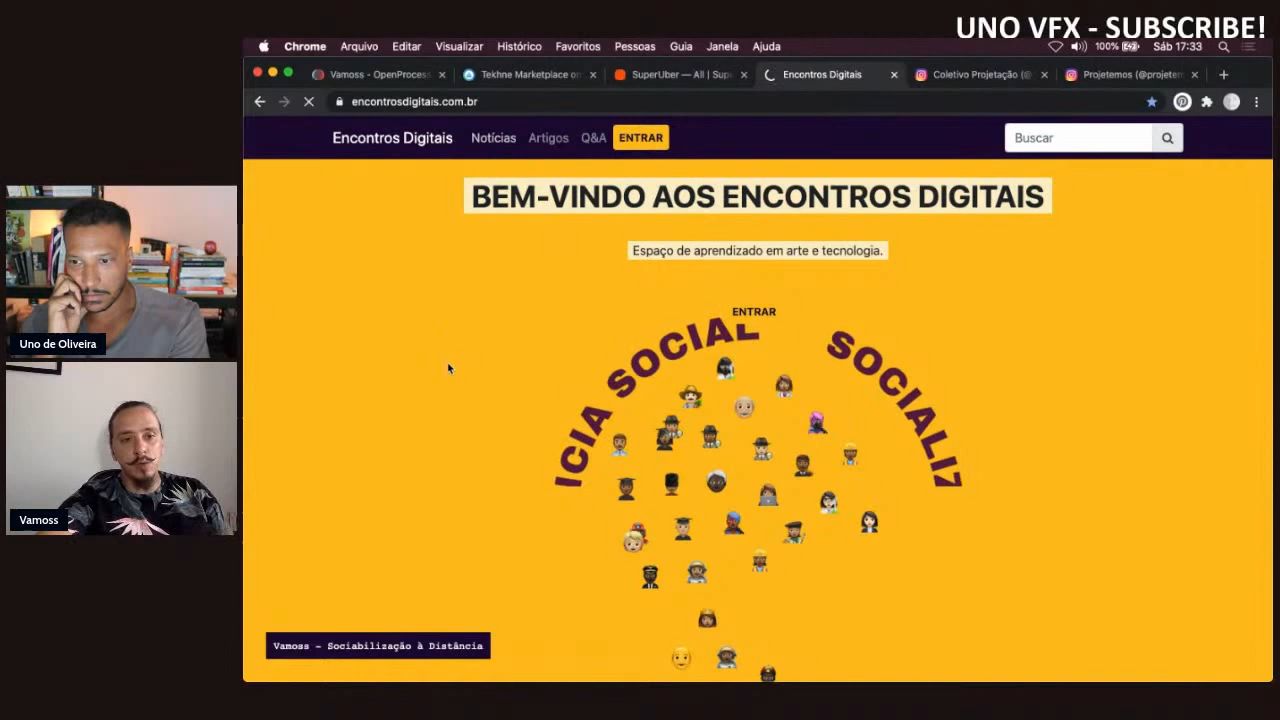 UNO VFX - SUBSCRIBE!
Chrome Arquivo Editar Visualizar Histórico Favoritos Pessoas Guia Janela Ajuda 100% Sáb 17:33
Vamoss - OpenProcess Tekhne Marketplace on SuperUber — All | Supe Encontros Digitais Coletivo Projetação (@ Projetemos (@projetem
encontrosdigitais.com.br
Encontros Digitais Notícias Artigos Q&A ENTRAR Buscar
BEM-VINDO AOS ENCONTROS DIGITAIS
Espaço de aprendizado em arte e tecnologia.
ENTRAR
ICIA SOCIAL SOCIALIZ
Uno de Oliveira
Vamoss
Vamoss - Sociabilização à Distância